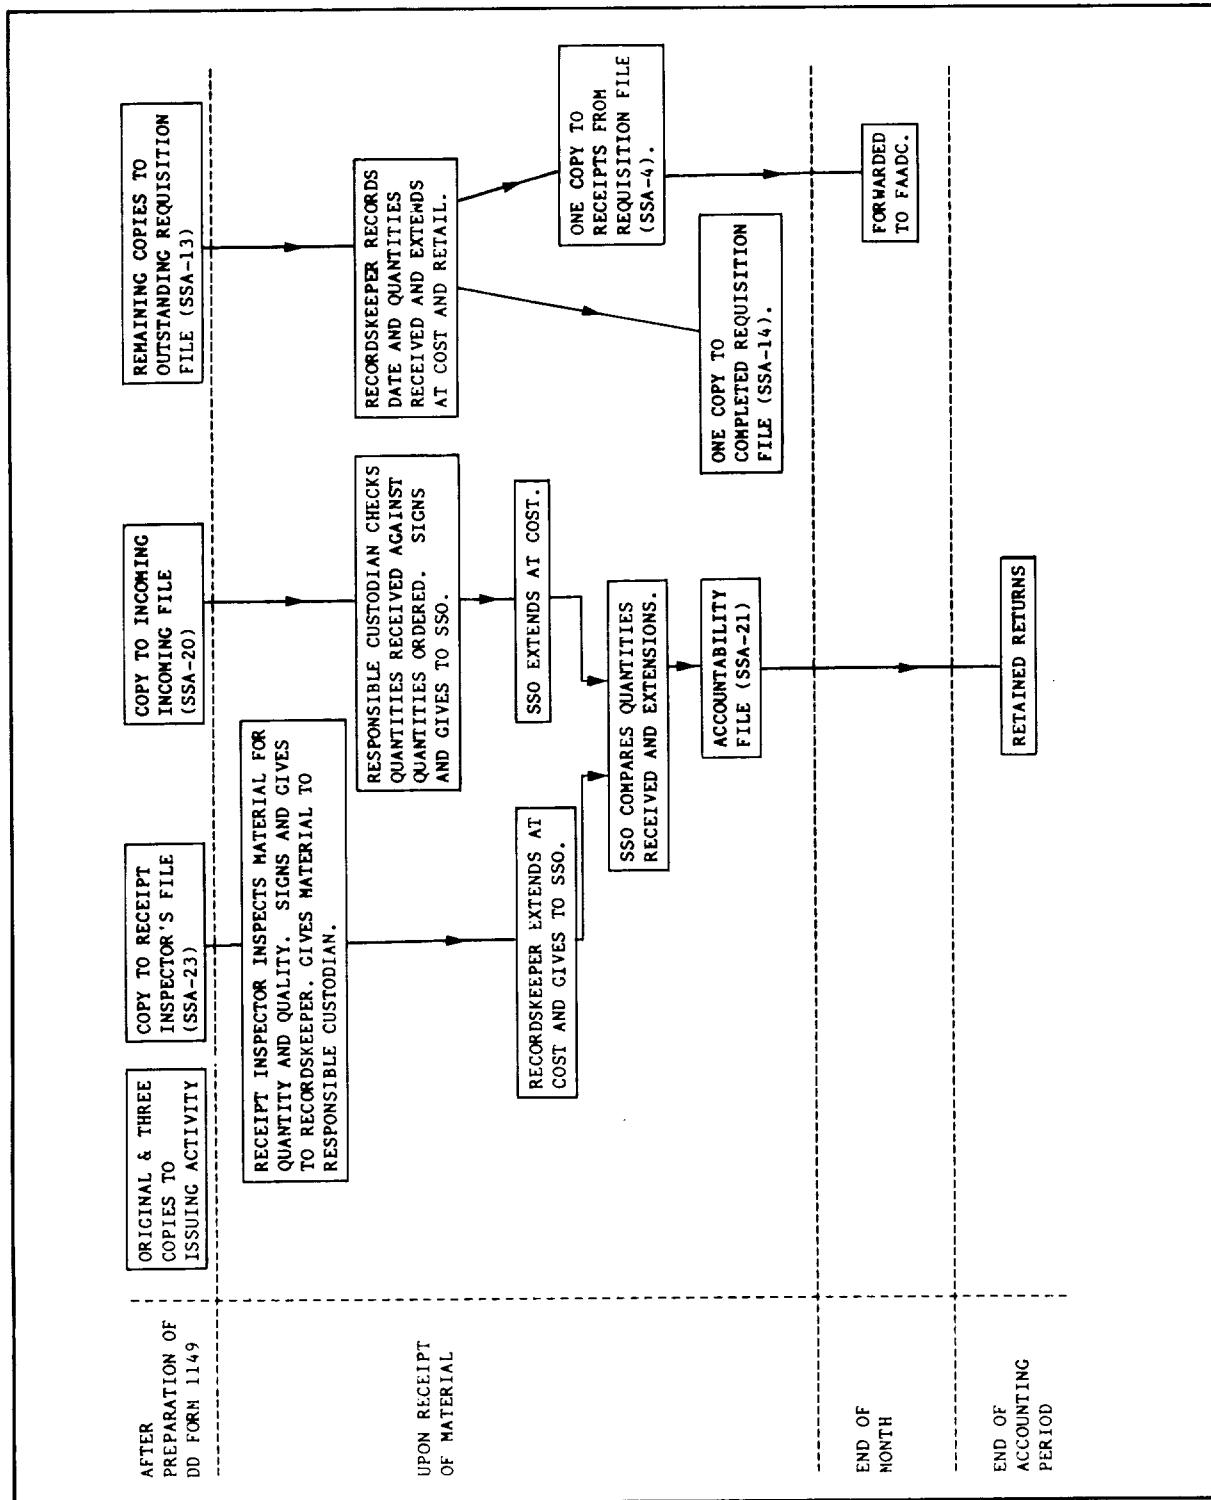 AFTER
PREPARATION OF
DD FORM 1149
ORIGINAL & THREE
COPIES TO
ISSUING ACTIVITY
COPY TO RECEIPT
INSPECTOR'S FILE
(SSA-23)
COPY TO INCOMING
INCOMING FILE
(SSA-20)
REMAINING COPIES TO
OUTSTANDING REQUISITION
FILE (SSA-13)
UPON RECEIPT
OF MATERIAL
RECEIPT INSPECTOR INSPECTS MATERIAL FOR
QUANTITY AND QUALITY. SIGNS AND GIVES
TO RECORDSKEEPER. GIVES MATERIAL TO
RESPONSIBLE CUSTODIAN.
RESPONSIBLE CUSTODIAN CHECKS
QUANTITIES RECEIVED AGAINST
QUANTITIES ORDERED. SIGNS
AND GIVES TO SSO.
RECORDSKEEPER RECORDS
DATE AND QUANTITIES
RECEIVED AND EXTENDS
AT COST AND RETAIL.
RECORDSKEEPER EXTENDS AT
COST AND GIVES TO SSO.
SSO EXTENDS AT COST.
ONE COPY TO
RECEIPTS FROM
REQUISITION FILE
(SSA-4).
SSO COMPARES QUANTITIES
RECEIVED AND EXTENSIONS.
ACCOUNTABILITY
FILE (SSA-21)
ONE COPY TO
COMPLETED REQUISITION
FILE (SSA-14).
END OF
MONTH
FORWARDED
TO FAADC.
END OF
ACCOUNTING
PERIOD
RETAINED RETURNS